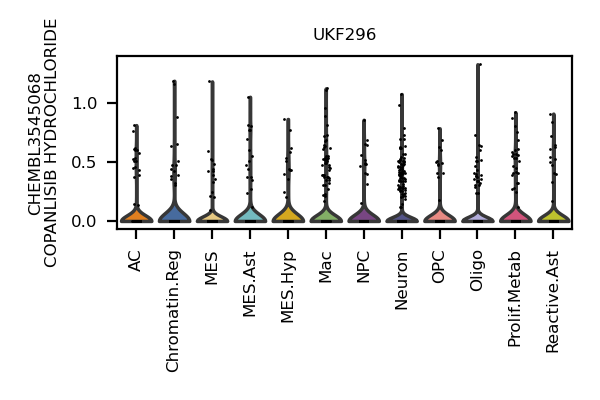 UKF296
CHEMBL3545068
COPANLISIB HYDROCHLORIDE
1.0
0.5
0.0
AC
Chromatin.Reg
MES
MES.Ast
MES.Hyp
Mac
NPC
Neuron
OPC
Oligo
Prolif.Metab
Reactive.Ast